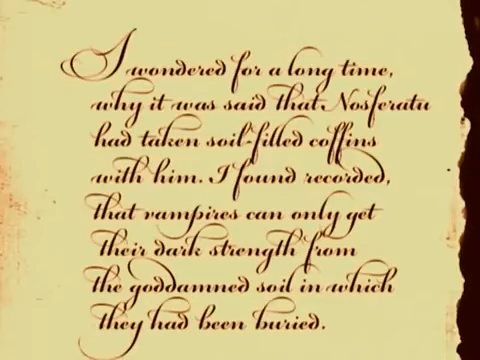 I wondered for a long time,
why it was said that Nosferatu
had taken soil-filled coffins
with him. I found recorded,
that vampires can only get
their dark strength from
the goddamned soil in which
they had been buried.